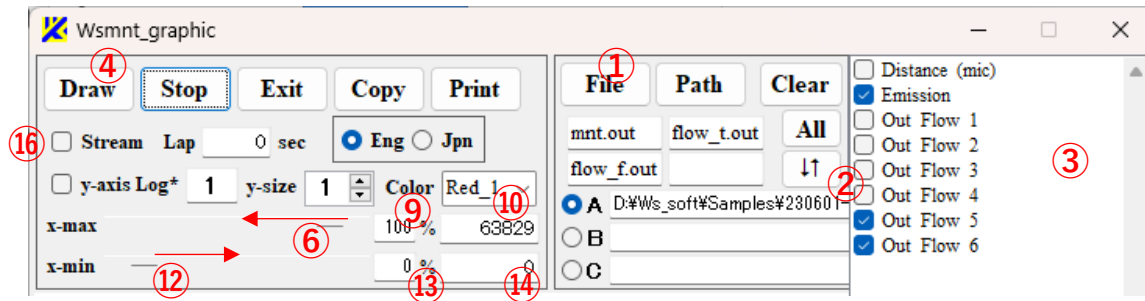 Wsmnt_graphic
④ ①
Draw Stop Exit Copy Print File Path Clear
⑯ Stream Lap 0 sec Eng Jpn
mnt.out flow_t.out All
y-axis Log* 1 y-size 1 Color Red_1
flow_f.out ↓↑ ②
⑨ ⑩
x-max ⑥ 100 % 63829
x-min ⑫ 0 % ⑬ 0 ⑭
A D:¥Ws_soft¥Samples¥230601-
B
C
Distance (mic)
Emission
Out Flow 1
Out Flow 2
Out Flow 3 ③
Out Flow 4
Out Flow 5
Out Flow 6